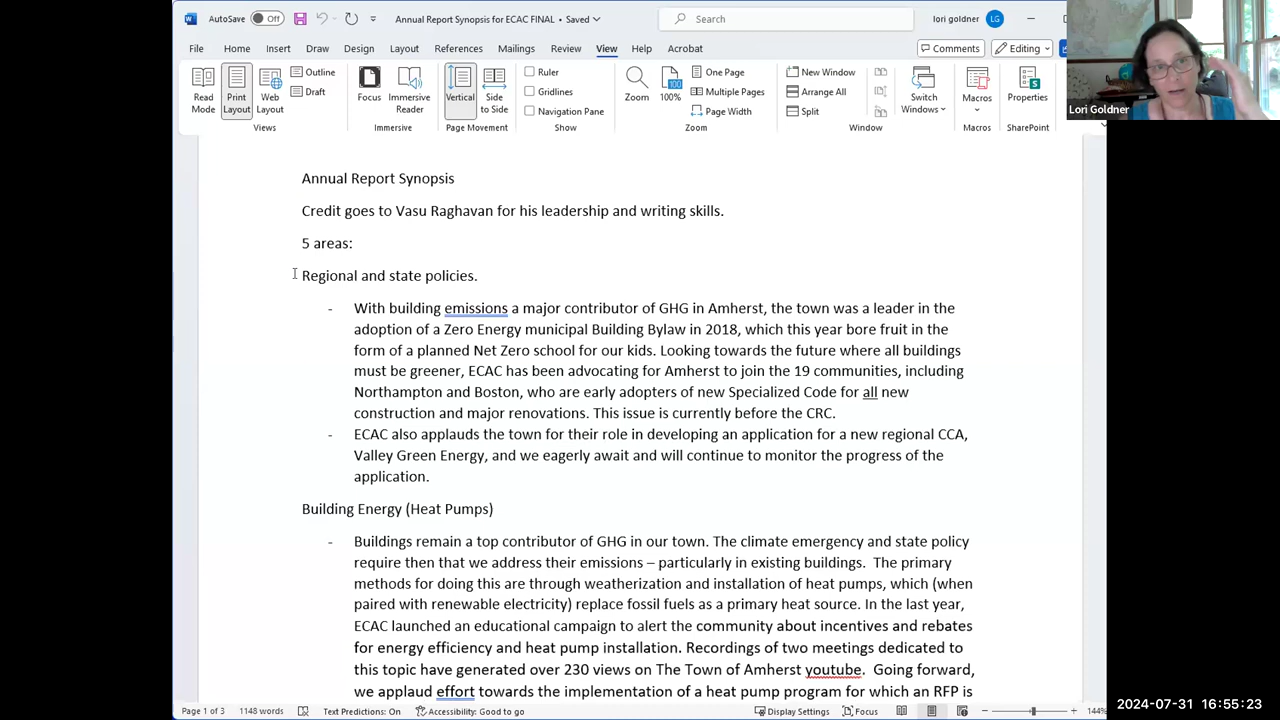 AutoSave Off Annual Report Synopsis for ECAC FINAL • Saved Search lori goldner LG
File Home Insert Draw Design Layout References Mailings Review View Help Acrobat Comments Editing
Read Mode Print Layout Web Layout Outline Draft Focus Immersive Reader Vertical Side to Side Ruler Gridlines Navigation Pane Zoom 100% One Page Multiple Pages Page Width New Window Arrange All Split Switch Windows Macros Properties
Views Immersive Page Movement Show Zoom Window Macros SharePoint
Lori Goldner
Annual Report Synopsis
Credit goes to Vasu Raghavan for his leadership and writing skills.
5 areas:
Regional and state policies.
- With building emissions a major contributor of GHG in Amherst, the town was a leader in the
adoption of a Zero Energy municipal Building Bylaw in 2018, which this year bore fruit in the
form of a planned Net Zero school for our kids. Looking towards the future where all buildings
must be greener, ECAC has been advocating for Amherst to join the 19 communities, including
Northampton and Boston, who are early adopters of new Specialized Code for all new
construction and major renovations. This issue is currently before the CRC.
- ECAC also applauds the town for their role in developing an application for a new regional CCA,
Valley Green Energy, and we eagerly await and will continue to monitor the progress of the
application.
Building Energy (Heat Pumps)
- Buildings remain a top contributor of GHG in our town. The climate emergency and state policy
require then that we address their emissions – particularly in existing buildings. The primary
methods for doing this are through weatherization and installation of heat pumps, which (when
paired with renewable electricity) replace fossil fuels as a primary heat source. In the last year,
ECAC launched an educational campaign to alert the community about incentives and rebates
for energy efficiency and heat pump installation. Recordings of two meetings dedicated to
this topic have generated over 230 views on The Town of Amherst youtube. Going forward,
we applaud effort towards the implementation of a heat pump program for which an RFP is
Page 1 of 3 1148 words Text Predictions: On Accessibility: Good to go Display Settings Focus 144%
2024-07-31 16:55:23